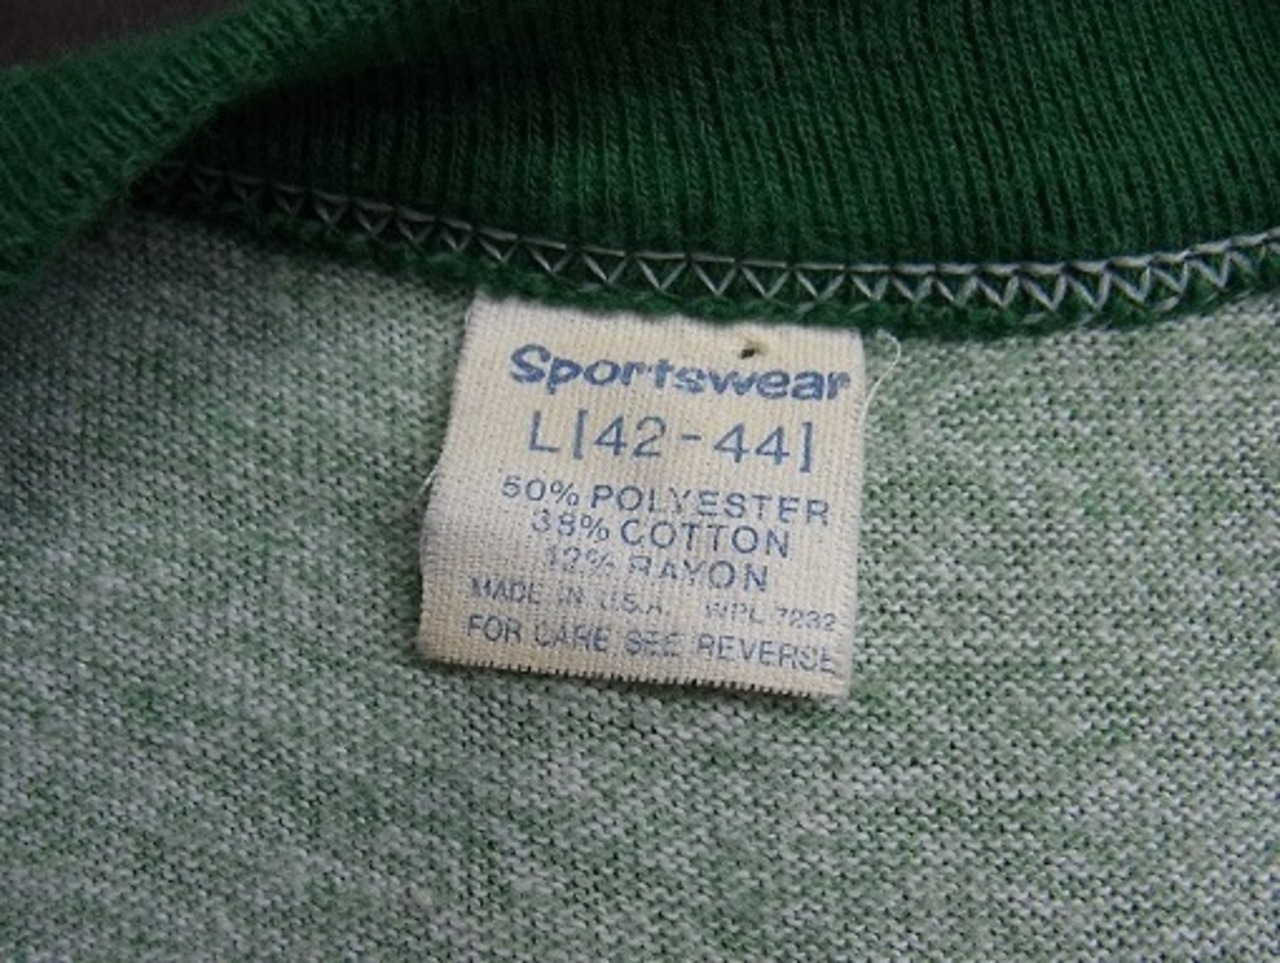 Sportswear
L[42-44]
50% POLYESTER
38% COTTON
12% RAYON
MADE IN U.S.A. WPL 7232
FOR CARE SEE REVERSE